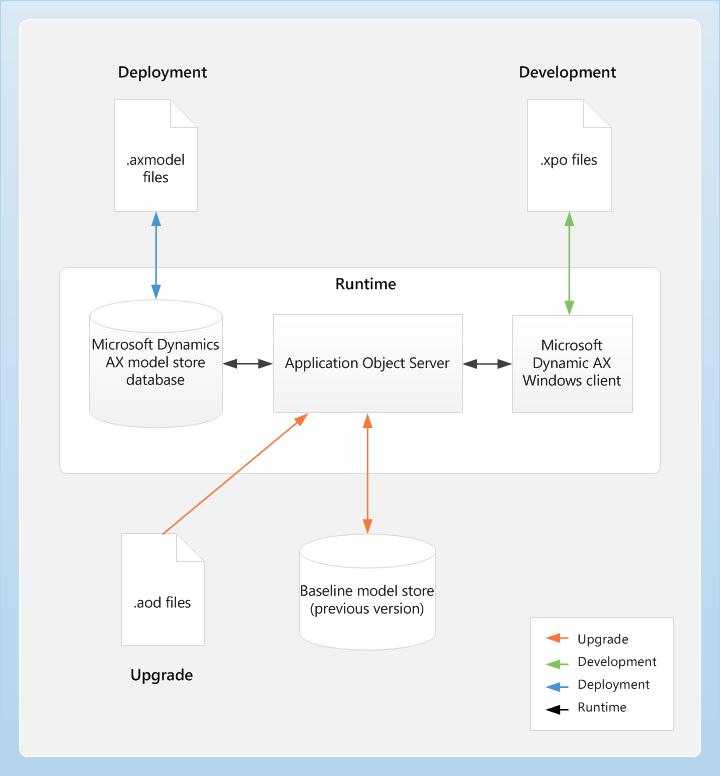 Deployment
Development
.axmodel
files
.xpo files
Runtime
Microsoft Dynamics
AX model store
database
Application Object Server
Microsoft
Dynamic AX
Windows client
.aod files
Baseline model store
(previous version)
Upgrade
Upgrade
Development
Deployment
Runtime